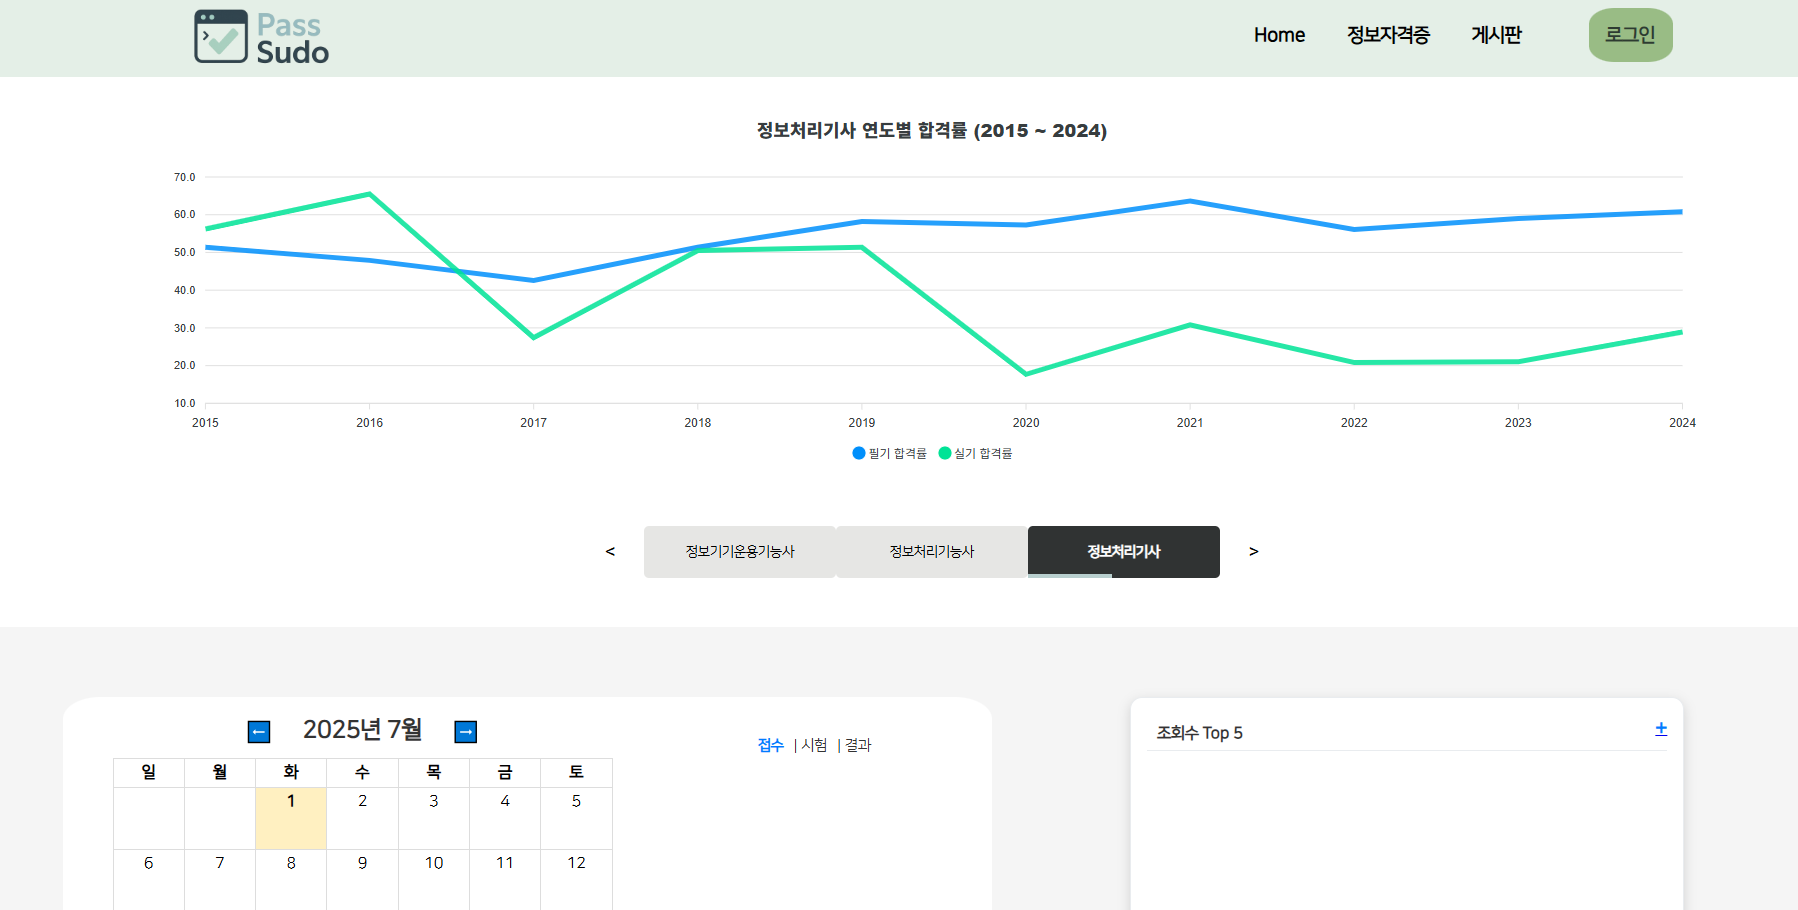 Pass
Sudo
Home 정보자격증 게시판 로그인
정보처리기사 연도별 합격률 (2015 ~ 2024)
70.0
60.0
50.0
40.0
30.0
20.0
10.0
2015 2016 2017 2018 2019 2020 2021 2022 2023 2024
필기 합격률 실기 합격률
< 정보기기운용기능사 정보처리기능사 정보처리기사 >
← 2025년 7월 →
접수 | 시험 | 결과
일 월 화 수 목 금 토
1 2 3 4 5
6 7 8 9 10 11 12
조회수 Top 5 +